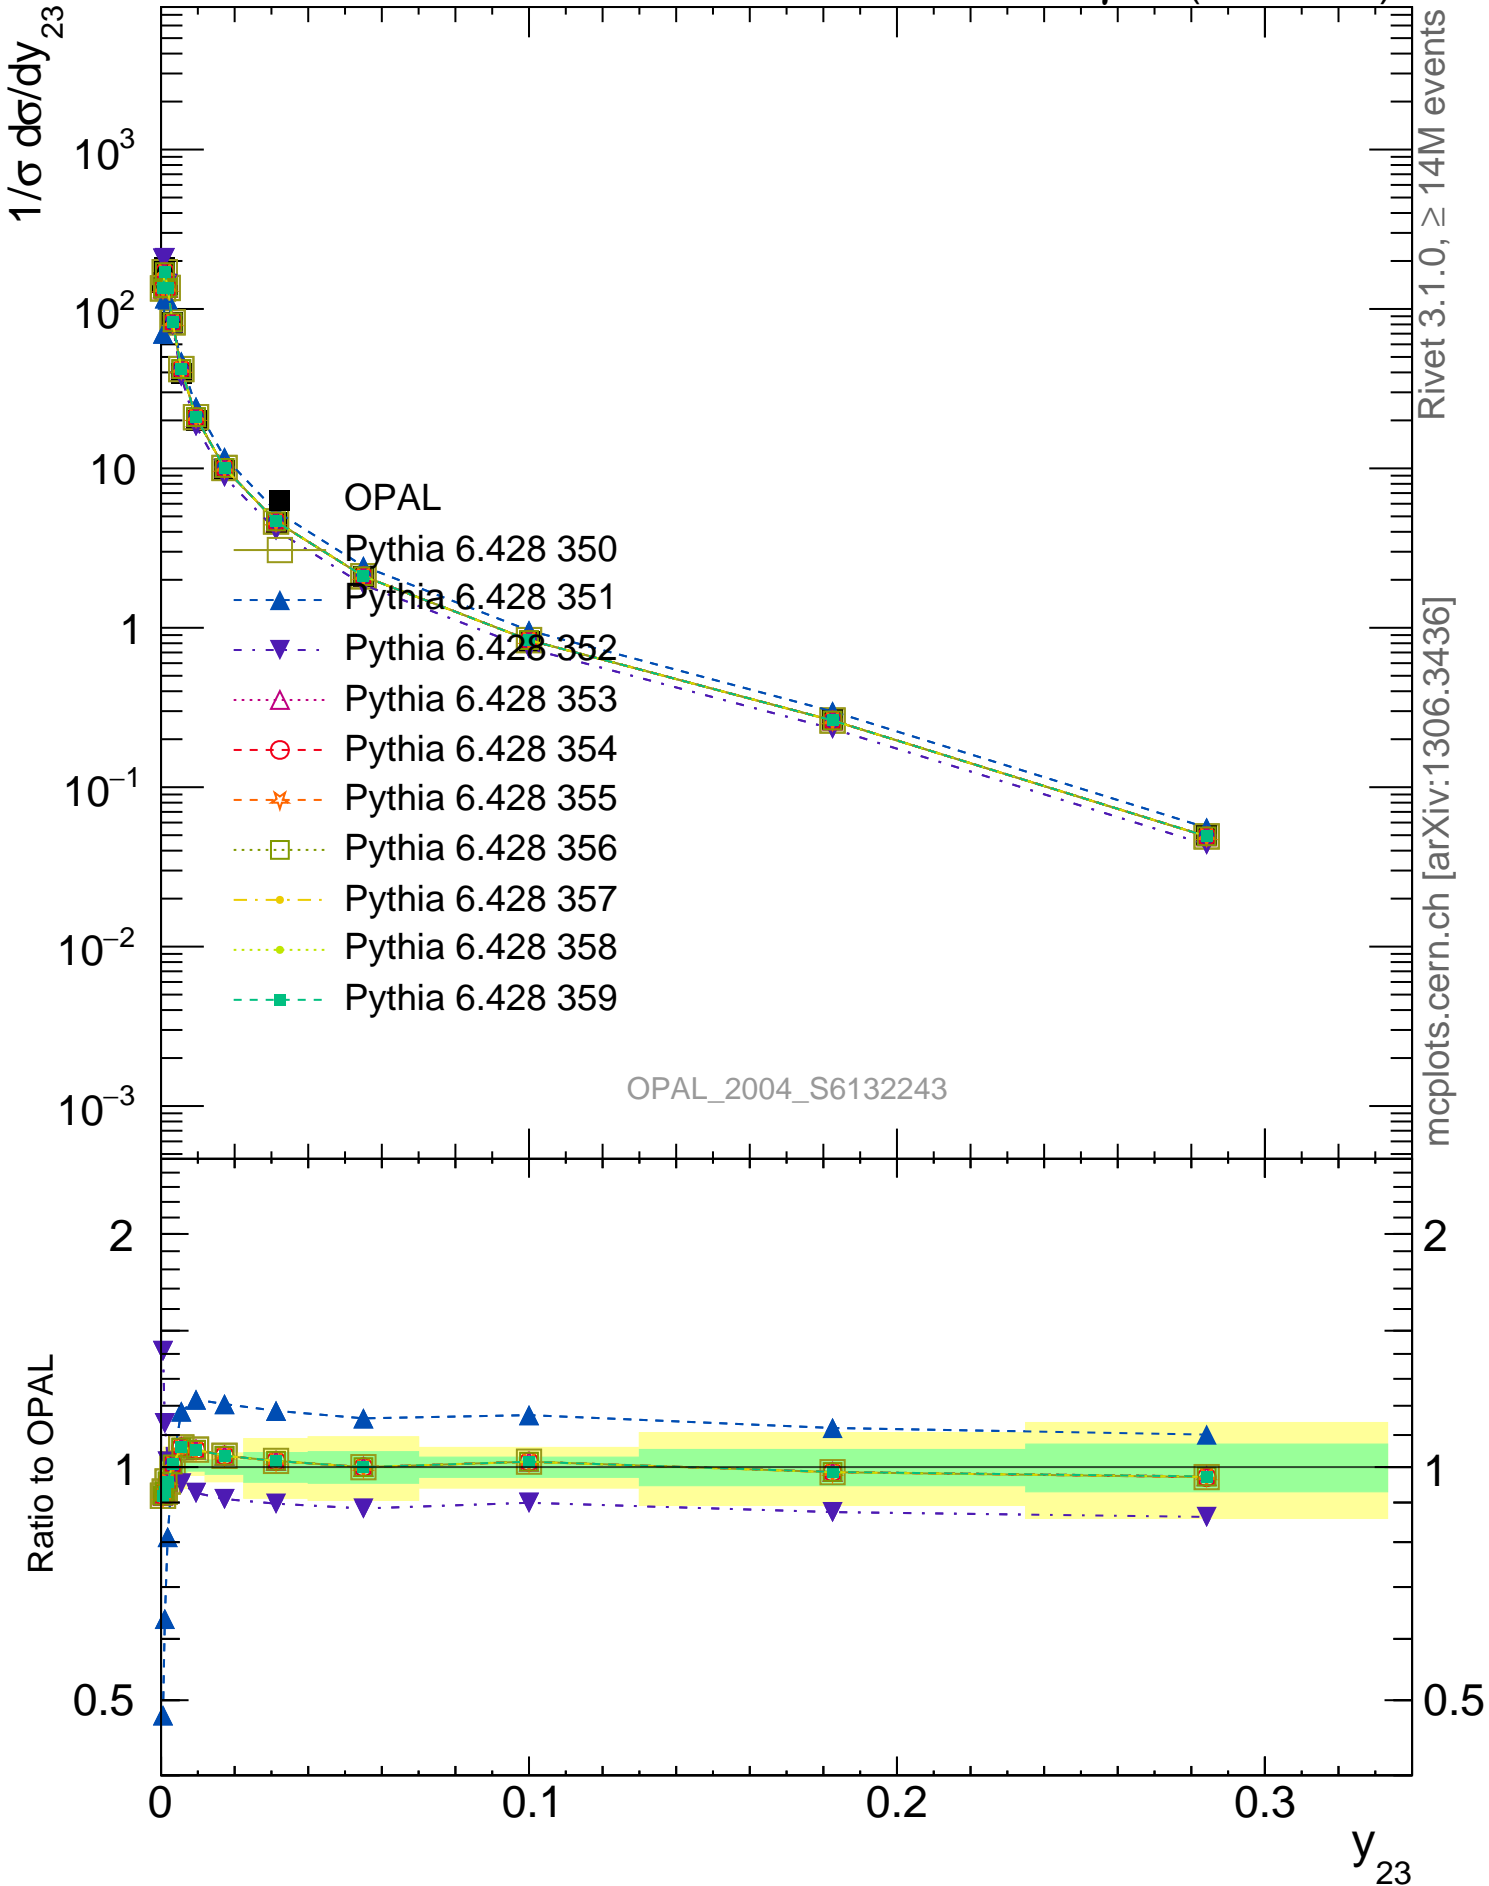 1/σ dσ/dy23
10³
10²
10
1
10⁻¹
10⁻²
10⁻³
OPAL
Pythia 6.428 350
Pythia 6.428 351
Pythia 6.428 352
Pythia 6.428 353
Pythia 6.428 354
Pythia 6.428 355
Pythia 6.428 356
Pythia 6.428 357
Pythia 6.428 358
Pythia 6.428 359
OPAL_2004_S6132243
Rivet 3.1.0, ≥ 14M events
mcplots.cern.ch [arXiv:1306.3436]
Ratio to OPAL
2
1
0.5
2
1
0.5
0
0.1
0.2
0.3
y23